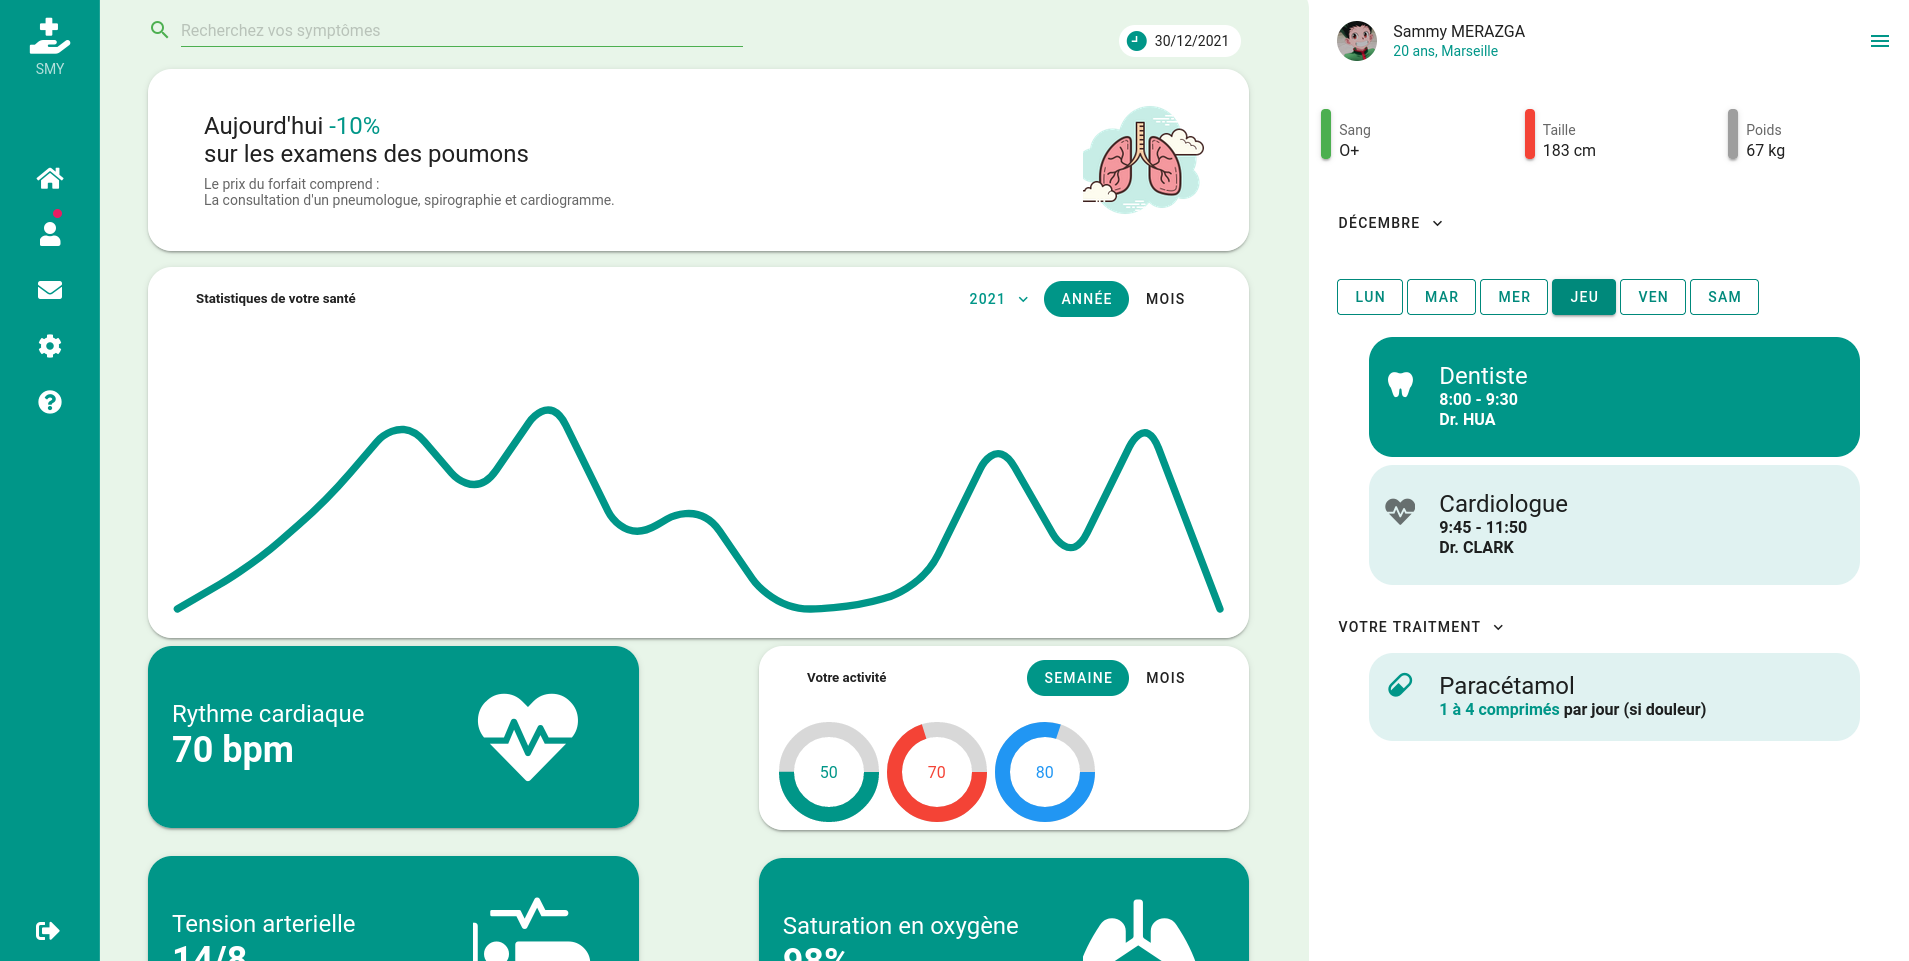 SMY
Recherchez vos symptômes
30/12/2021
Aujourd'hui -10%
sur les examens des poumons
Le prix du forfait comprend :
La consultation d'un pneumologue, spirographie et cardiogramme.
Statistiques de votre santé
2021
ANNÉE
MOIS
Rythme cardiaque
70 bpm
Votre activité
SEMAINE
MOIS
50
70
80
Tension arterielle
14/8
Saturation en oxygène
98%
Sammy MERAZGA
20 ans, Marseille
Sang
O+
Taille
183 cm
Poids
67 kg
DÉCEMBRE
LUN
MAR
MER
JEU
VEN
SAM
Dentiste
8:00 - 9:30
Dr. HUA
Cardiologue
9:45 - 11:50
Dr. CLARK
VOTRE TRAITMENT
Paracétamol
1 à 4 comprimés par jour (si douleur)